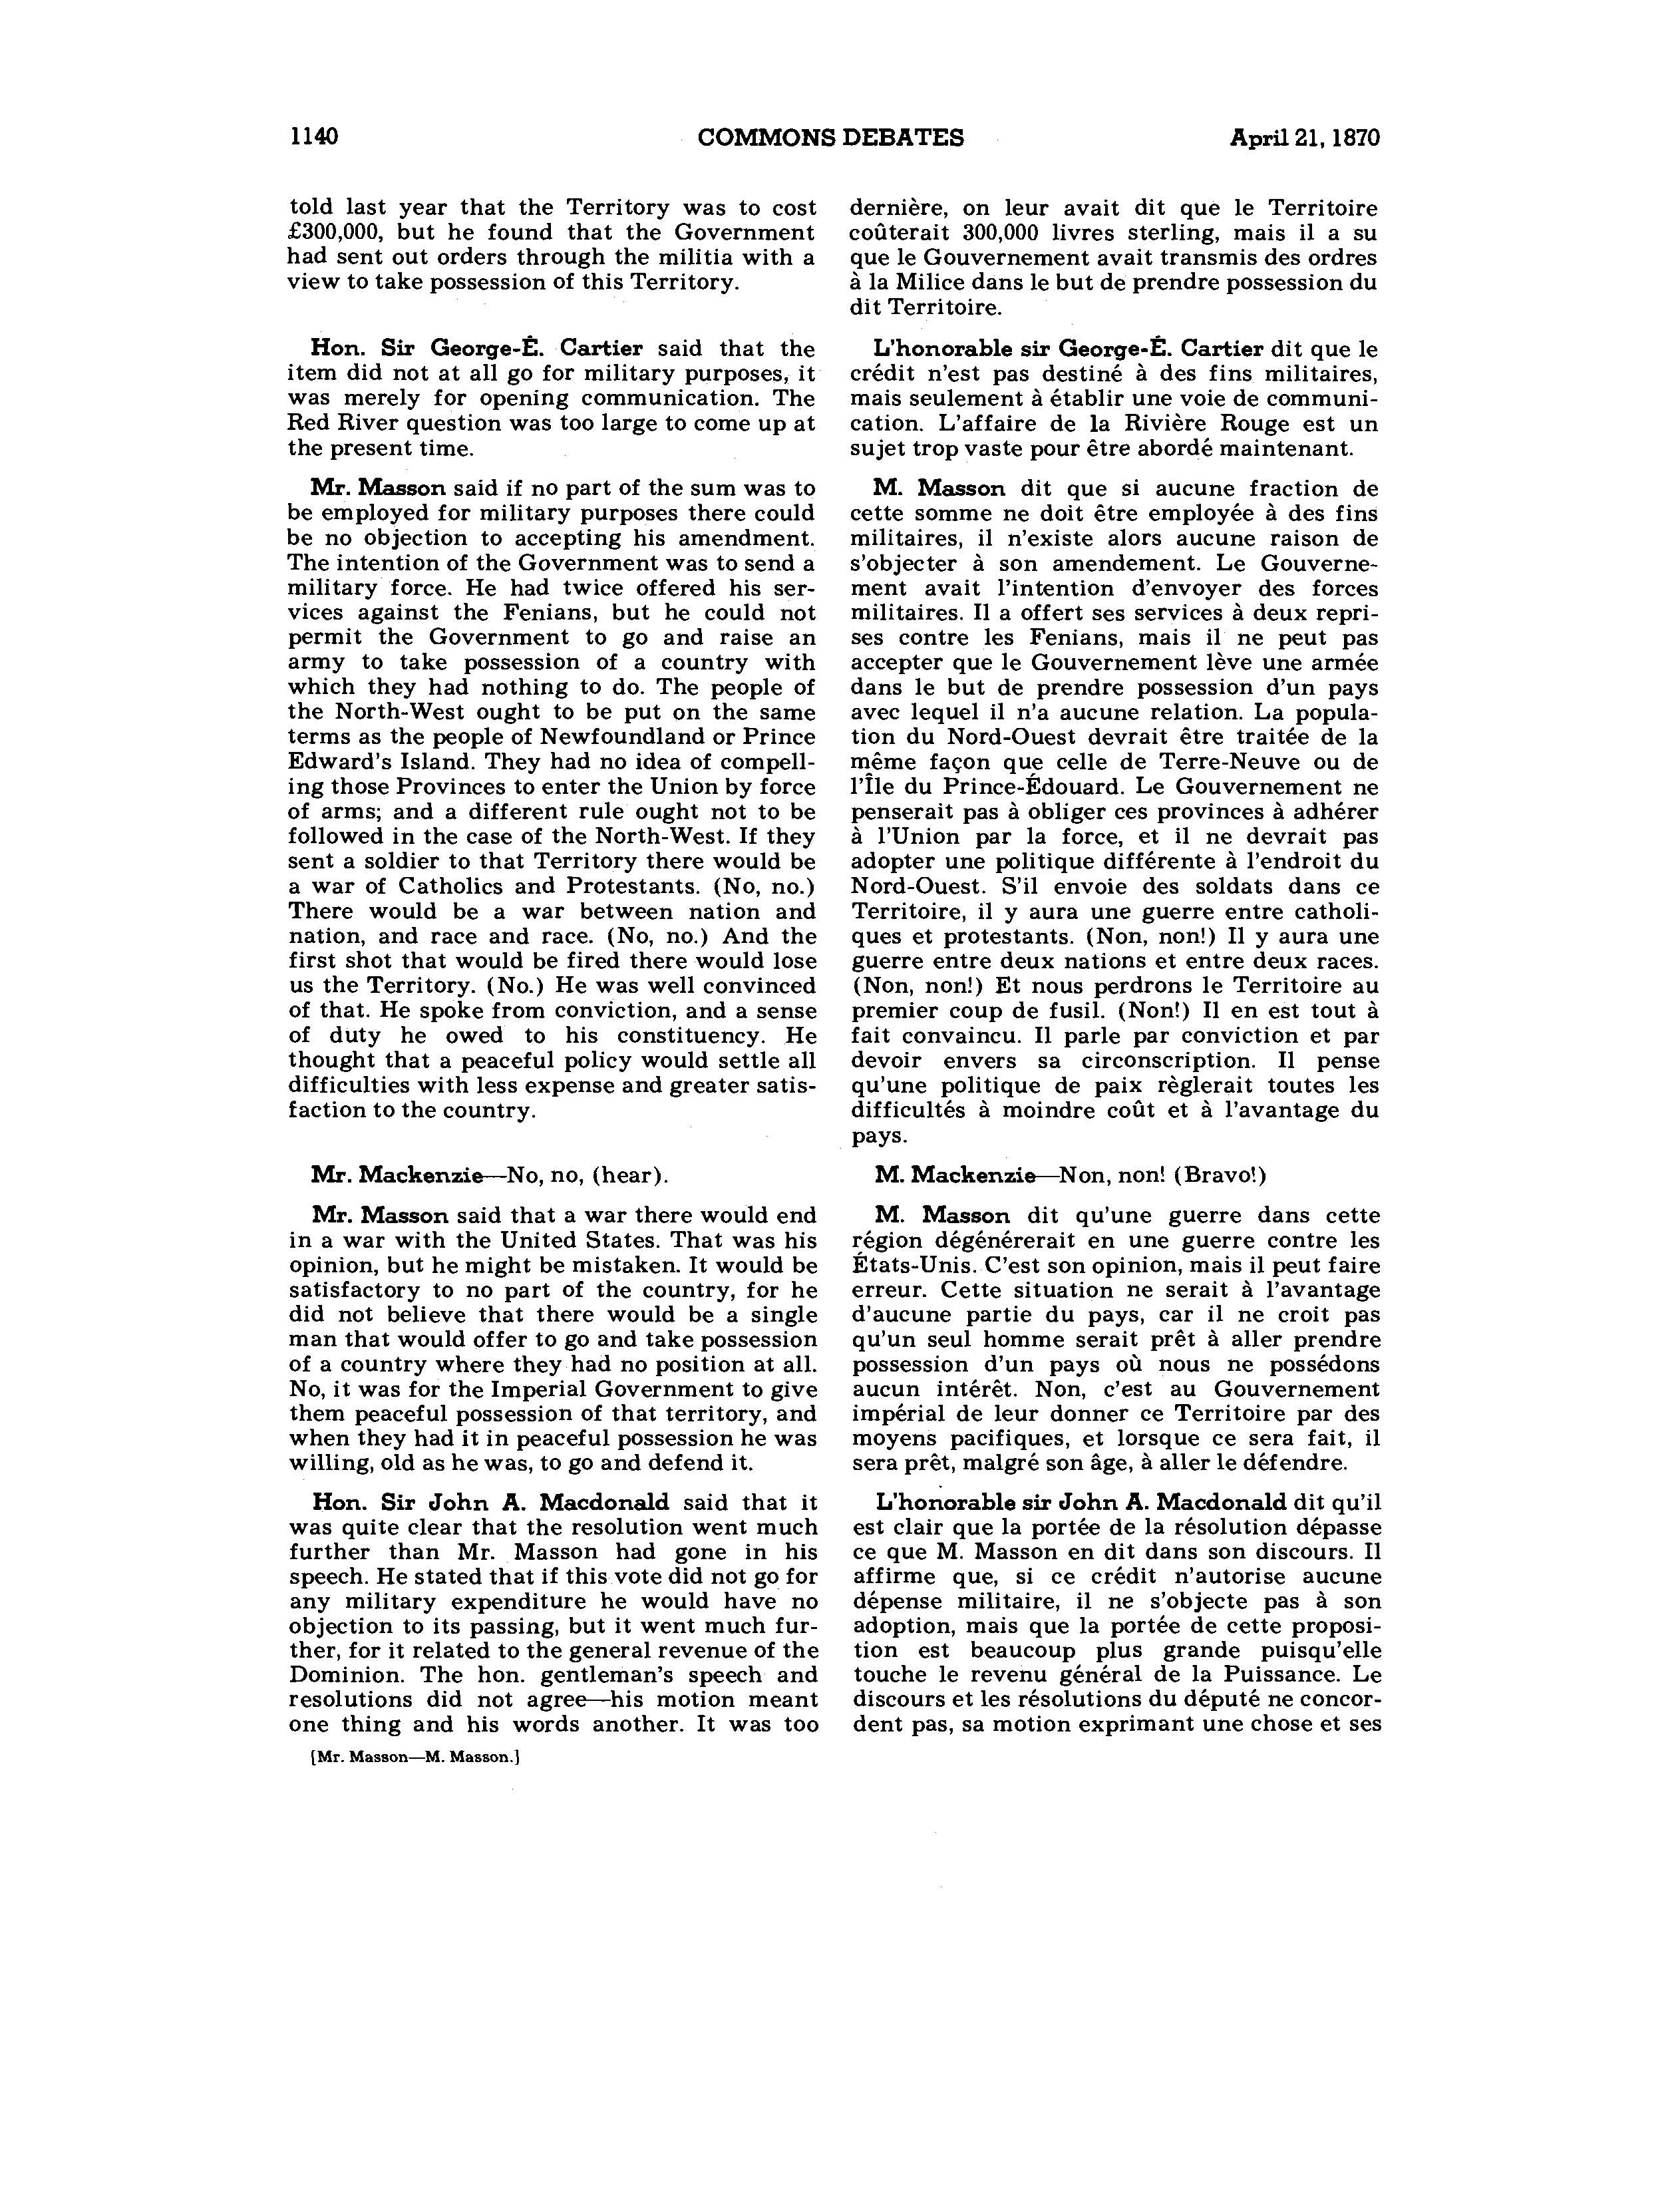 1140
COMMONS DEBATES
April 21, 1870
told last year that the Territory was to cost
£300,000, but he found that the Government
had sent out orders through the militia with a
view to take possession of this Territory.
Hon. Sir George-É. Cartier said that the
item did not at all go for military purposes, it
was merely for opening communication. The
Red River question was too large to come up at
the present time.
Mr. Masson said if no part of the sum was to
be employed for military purposes there could
be no objection to accepting his amendment.
The intention of the Government was to send a
military force. He had twice offered his ser-
vices against the Fenians, but he could not
permit the Government to go and raise an
army to take possession of a country with
which they had nothing to do. The people of
the North-West ought to be put on the same
terms as the people of Newfoundland or Prince
Edward's Island. They had no idea of compell-
ing those Provinces to enter the Union by force
of arms; and a different rule ought not to be
followed in the case of the North-West. If they
sent a soldier to that Territory there would be
a war of Catholics and Protestants. (No, no.)
There would be a war between nation and
nation, and race and race. (No, no.) And the
first shot that would be fired there would lose
us the Territory. (No.) He was well convinced
of that. He spoke from conviction, and a sense
of duty he owed to his constituency. He
thought that a peaceful policy would settle all
difficulties with less expense and greater satis-
faction to the country.
Mr. Mackenzie—No, no, (hear).
Mr. Masson said that a war there would end
in a war with the United States. That was his
opinion, but he might be mistaken. It would be
satisfactory to no part of the country, for he
did not believe that there would be a single
man that would offer to go and take possession
of a country where they had no position at all.
No, it was for the Imperial Government to give
them peaceful possession of that territory, and
when they had it in peaceful possession he was
willing, old as he was, to go and defend it.
Hon. Sir John A. Macdonald said that it
was quite clear that the resolution went much
further than Mr. Masson had gone in his
speech. He stated that if this vote did not go for
any military expenditure he would have no
objection to its passing, but it went much fur-
ther, for it related to the general revenue of the
Dominion. The hon. gentleman's speech and
resolutions did not agree—his motion meant
one thing and his words another. It was too
[Mr. Masson—M. Masson.]
dernière, on leur avait dit que le Territoire
coûterait 300,000 livres sterling, mais il a su
que le Gouvernement avait transmis des ordres
à la Milice dans le but de prendre possession du
dit Territoire.
L'honorable sir George-É. Cartier dit que le
crédit n'est pas destiné à des fins militaires,
mais seulement à établir une voie de communi-
cation. L'affaire de la Rivière Rouge est un
sujet trop vaste pour être abordé maintenant.
M. Masson dit que si aucune fraction de
cette somme ne doit être employée à des fins
militaires, il n'existe alors aucune raison de
s'objecter à son amendement. Le Gouverne-
ment avait l'intention d'envoyer des forces
militaires. Il a offert ses services à deux repri-
ses contre les Fenians, mais il ne peut pas
accepter que le Gouvernement lève une armée
dans le but de prendre possession d'un pays
avec lequel il n'a aucune relation. La popula-
tion du Nord-Ouest devrait être traitée de la
même façon que celle de Terre-Neuve ou de
l'Île du Prince-Édouard. Le Gouvernement ne
penserait pas à obliger ces provinces à adhérer
à l'Union par la force, et il ne devrait pas
adopter une politique différente à l'endroit du
Nord-Ouest. S'il envoie des soldats dans ce
Territoire, il y aura une guerre entre catholi-
ques et protestants. (Non, non!) Il y aura une
guerre entre deux nations et entre deux races.
(Non, non!) Et nous perdrons le Territoire au
premier coup de fusil. (Non!) Il en est tout à
fait convaincu. Il parle par conviction et par
devoir envers sa circonscription. Il pense
qu'une politique de paix règlerait toutes les
difficultés à moindre coût et à l'avantage du
pays.
M. Mackenzie—Non, non! (Bravo!)
M. Masson dit qu'une guerre dans cette
région dégénérerait en une guerre contre les
États-Unis. C'est son opinion, mais il peut faire
erreur. Cette situation ne serait à l'avantage
d'aucune partie du pays, car il ne croit pas
qu'un seul homme serait prêt à aller prendre
possession d'un pays où nous ne possédons
aucun intérêt. Non, c'est au Gouvernement
impérial de leur donner ce Territoire par des
moyens pacifiques, et lorsque ce sera fait, il
sera prêt, malgré son âge, à aller le défendre.
L'honorable sir John A. Macdonald dit qu'il
est clair que la portée de la résolution dépasse
ce que M. Masson en dit dans son discours. Il
affirme que, si ce crédit n'autorise aucune
dépense militaire, il ne s'objecte pas à son
adoption, mais que la portée de cette proposi-
tion est beaucoup plus grande puisqu'elle
touche le revenu général de la Puissance. Le
discours et les résolutions du député ne concor-
dent pas, sa motion exprimant une chose et ses